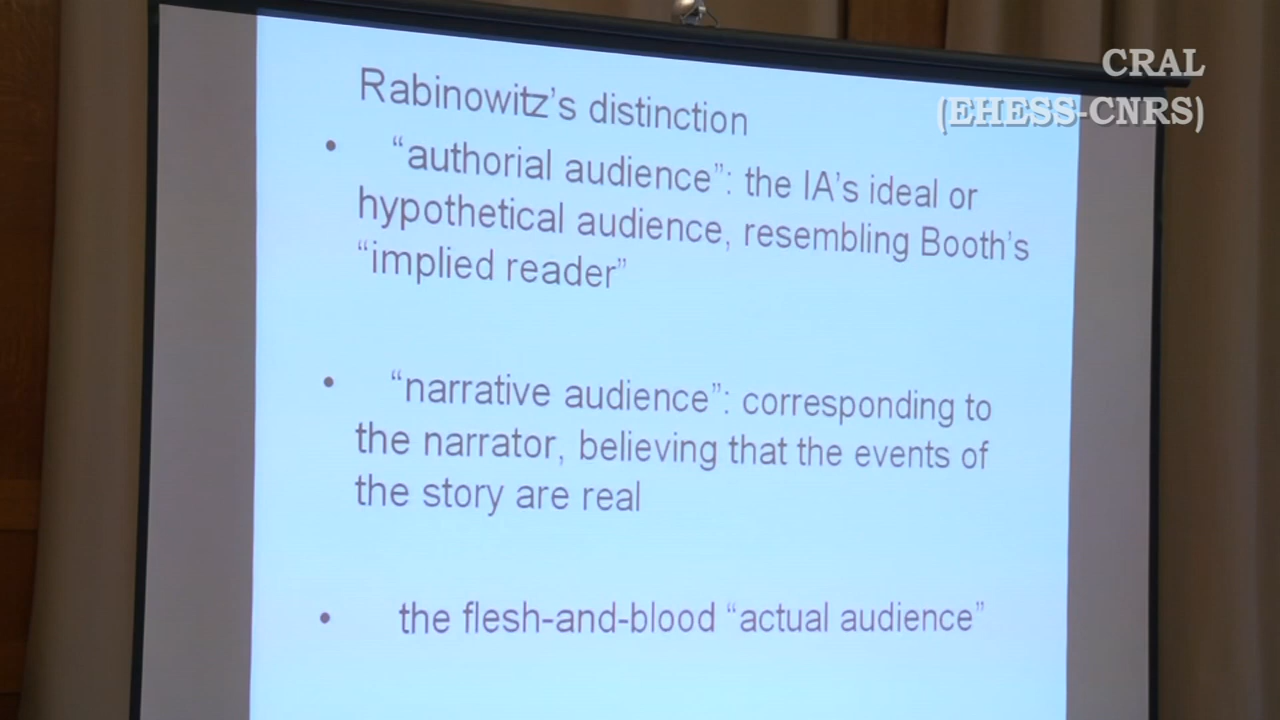 CRAL
(EHESS-CNRS)
Rabinowitz’s distinction
• “authorial audience”: the IA’s ideal or
hypothetical audience, resembling Booth’s
“implied reader”
• “narrative audience”: corresponding to
the narrator, believing that the events of
the story are real
• the flesh-and-blood “actual audience”